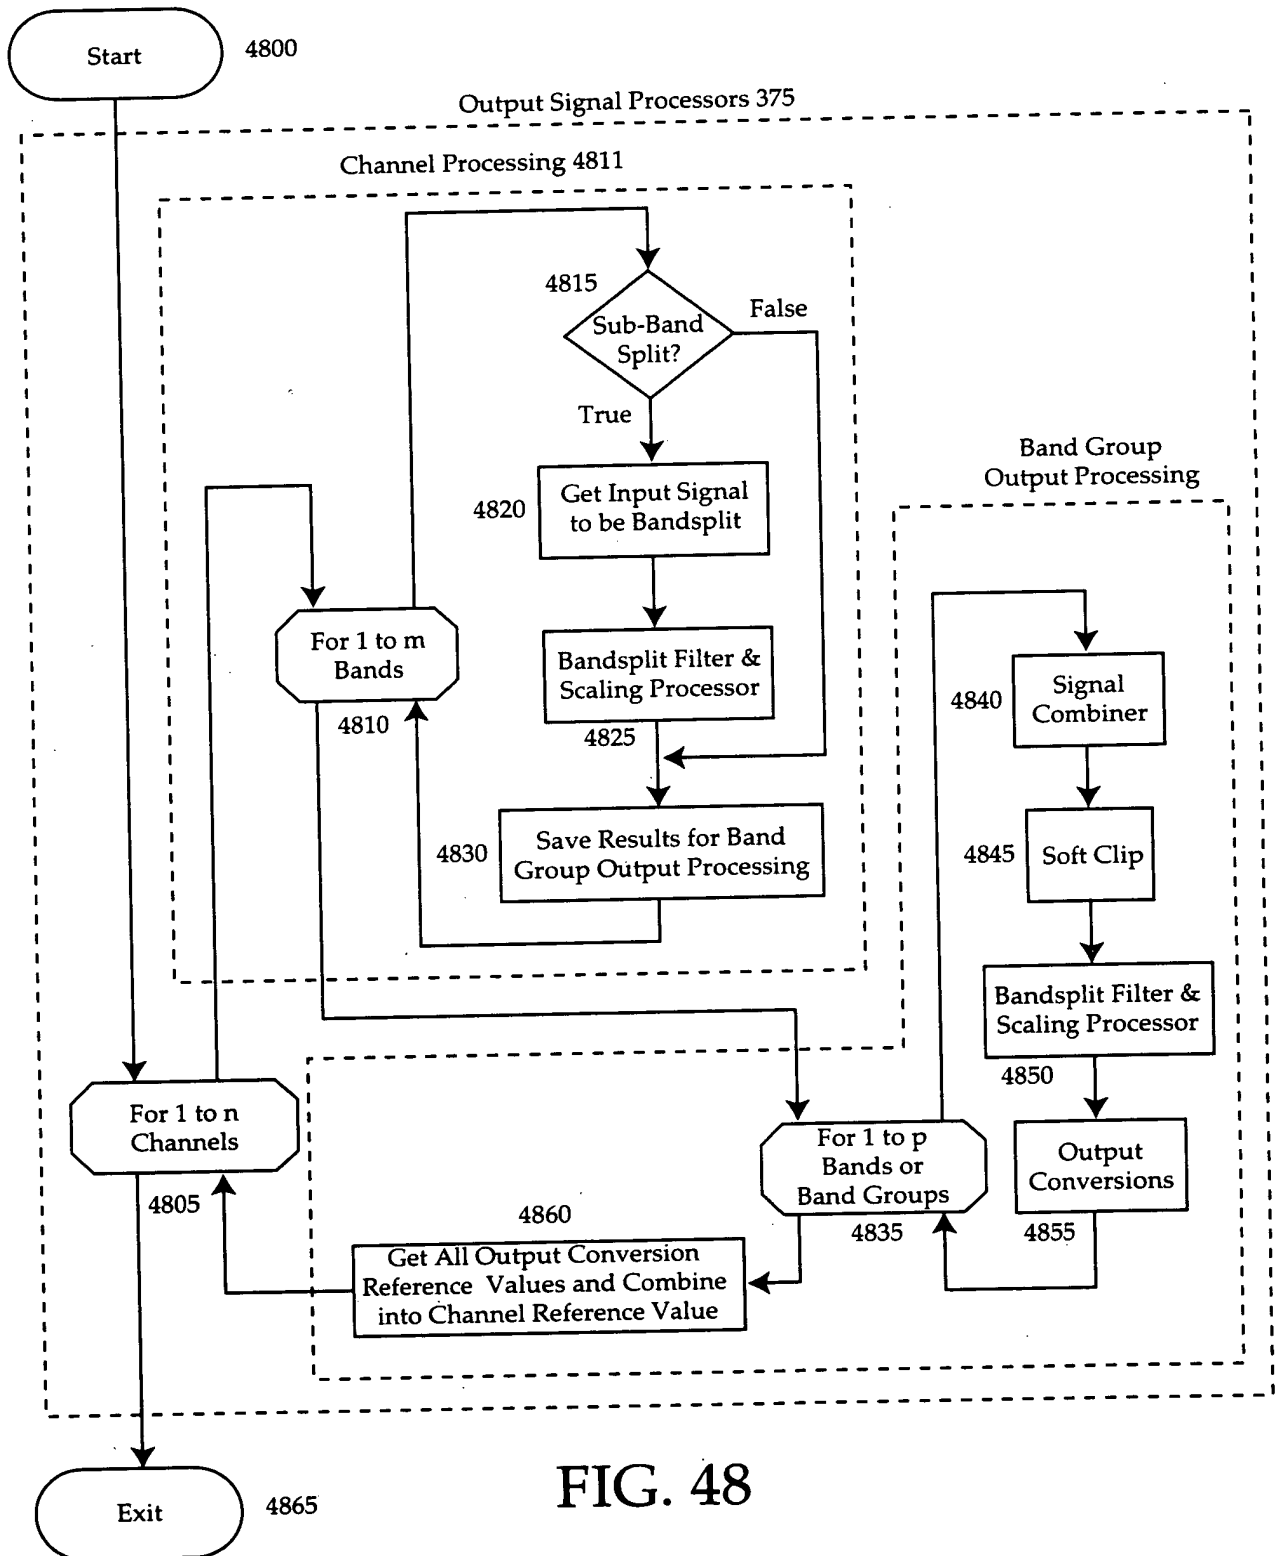 Start
4800
Output Signal Processors 375
Channel Processing 4811
4815
False
Sub-Band
Split?
True
Band Group
Output Processing
4820
Get Input Signal
to be Bandsplit
For 1 to m
Bands
4810
Bandsplit Filter &
Scaling Processor
4825
4840
Signal
Combiner
4830
Save Results for Band
Group Output Processing
4845
Soft Clip
Bandsplit Filter &
Scaling Processor
4850
For 1 to n
Channels
4805
For 1 to p
Bands or
Band Groups
4835
Output
Conversions
4855
4860
Get All Output Conversion
Reference Values and Combine
into Channel Reference Value
Exit
4865
FIG. 48